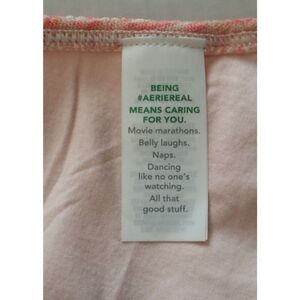 BEING
#AERIEREAL
MEANS CARING
FOR YOU.
Movie marathons.
Belly laughs.
Naps.
Dancing
like no one's
watching.
All that
good stuff.